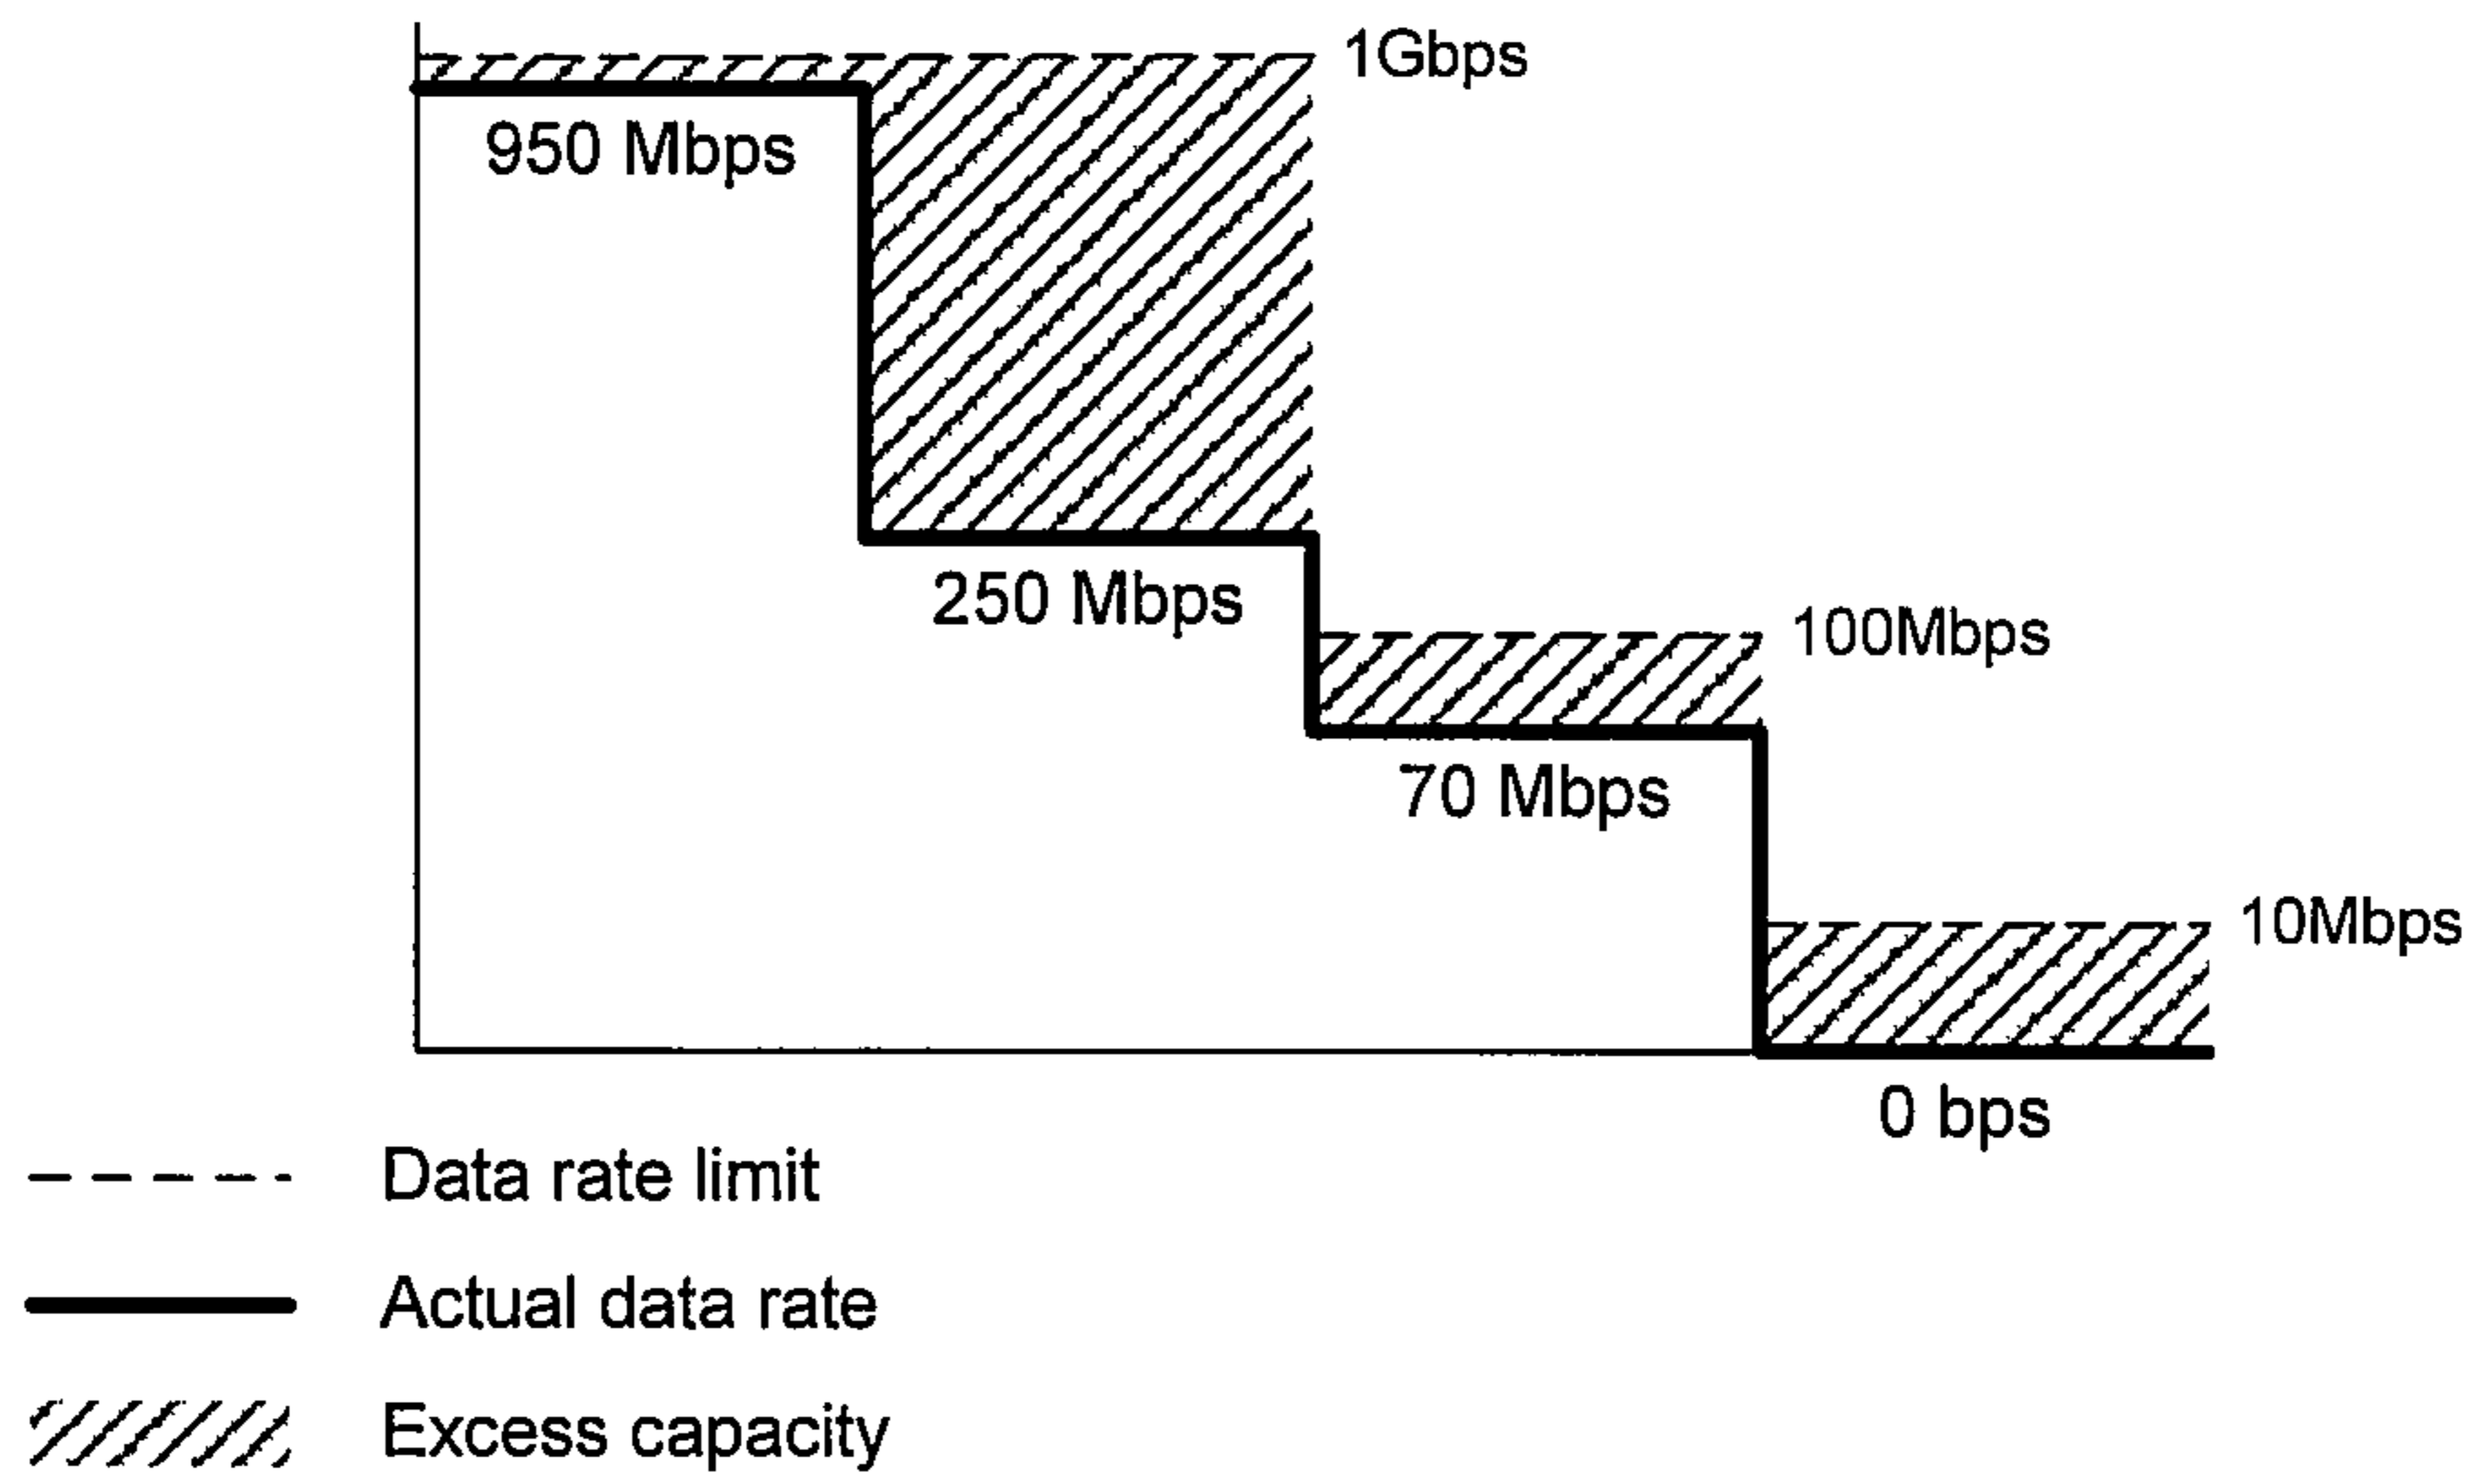 1Gbps
950 Mbps
250 Mbps
100Mbps
70 Mbps
10Mbps
0 bps
Data rate limit
Actual data rate
Excess capacity